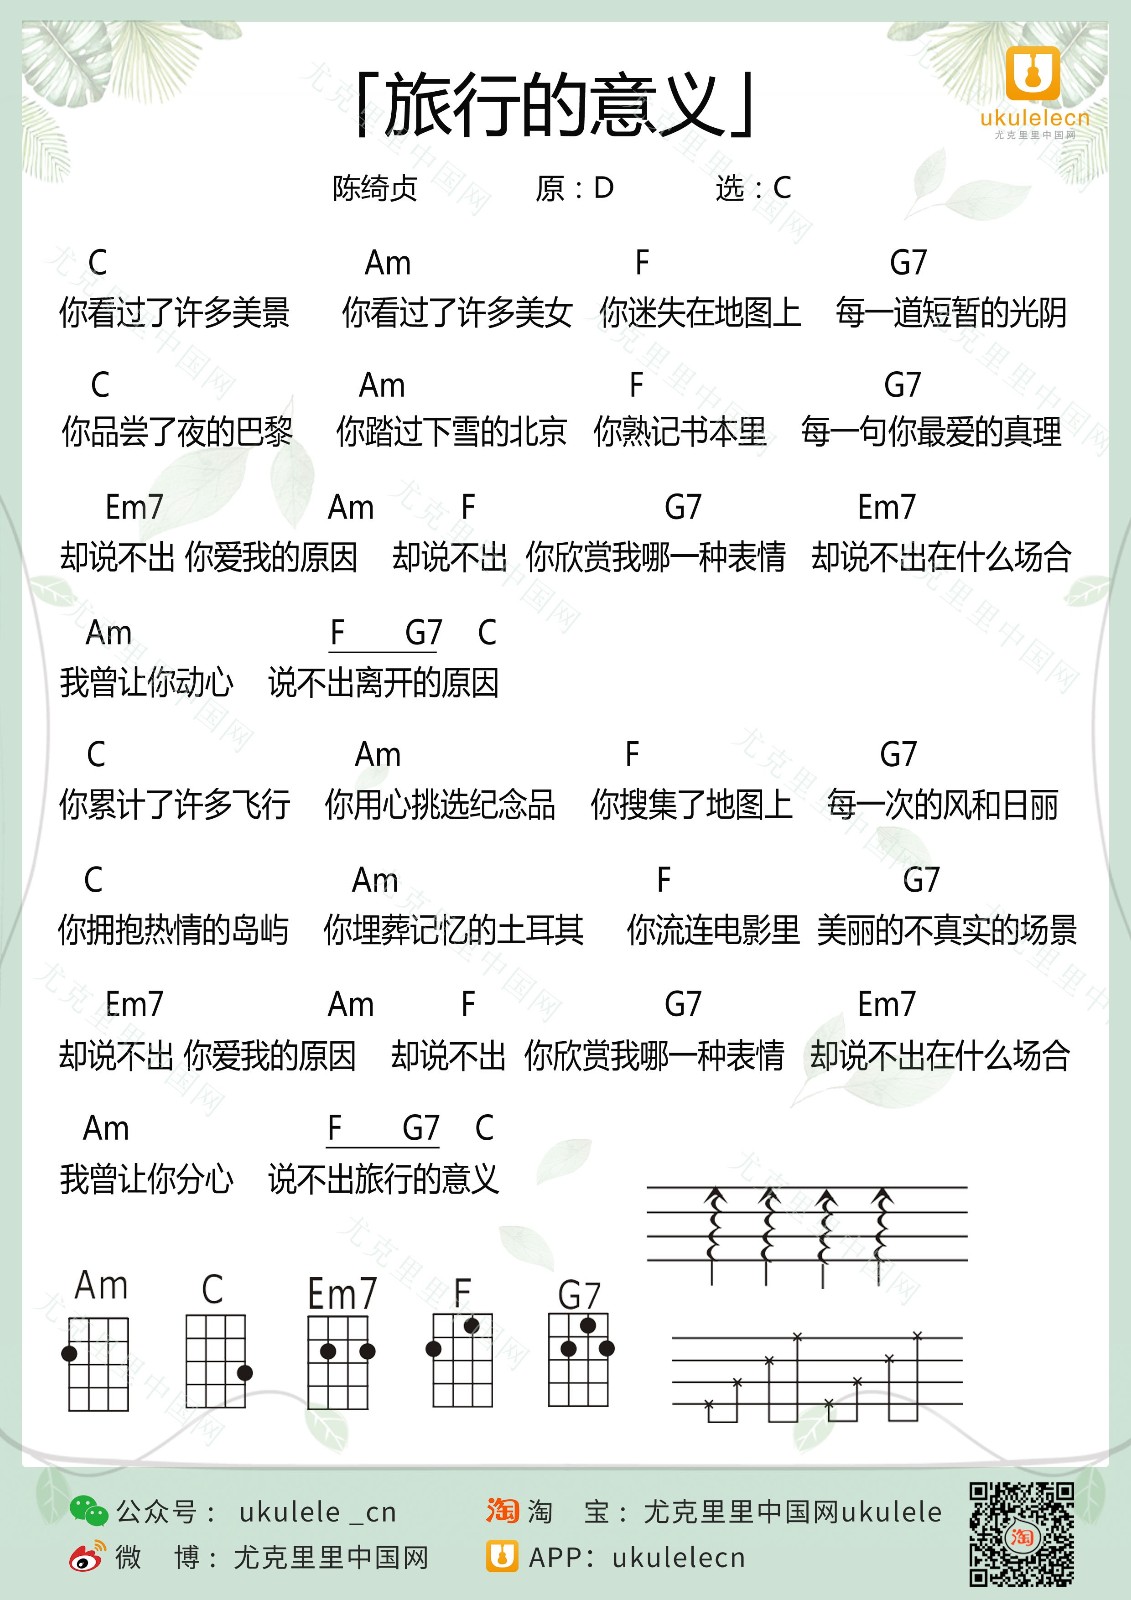 「旅行的意义」
ukulelecn
尤克里里中国网
陈绮贞 原：D 选：C
C Am F G7
你看过了许多美景 你看过了许多美女 你迷失在地图上 每一道短暂的光阴
C Am F G7
你品尝了夜的巴黎 你踏过下雪的北京 你熟记书本里 每一句你最爱的真理
Em7 Am F G7 Em7
却说不出 你爱我的原因 却说不出 你欣赏我哪一种表情 却说不出在什么场合
Am F G7 C
我曾让你动心 说不出离开的原因
C Am F G7
你累计了许多飞行 你用心挑选纪念品 你搜集了地图上 每一次的风和日丽
C Am F G7
你拥抱热情的岛屿 你埋葬记忆的土耳其 你流连电影里 美丽的不真实的场景
Em7 Am F G7 Em7
却说不出 你爱我的原因 却说不出 你欣赏我哪一种表情 却说不出在什么场合
Am F G7 C
我曾让你分心 说不出旅行的意义
Am C Em7 F G7
公众号： ukulele _cn
淘 淘 宝：尤克里里中国网ukulele
微 博：尤克里里中国网
APP：ukulelecn
淘